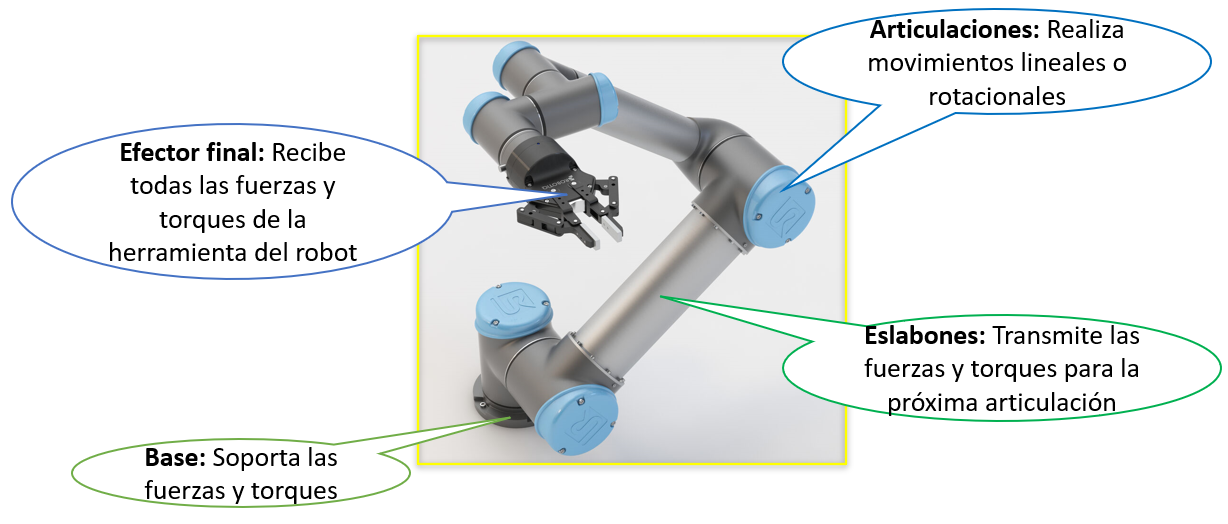 Articulaciones: Realiza
movimientos lineales o
rotacionales
Efector final: Recibe
todas las fuerzas y
torques de la
herramienta del robot
Eslabones: Transmite las
fuerzas y torques para la
próxima articulación
Base: Soporta las
fuerzas y torques